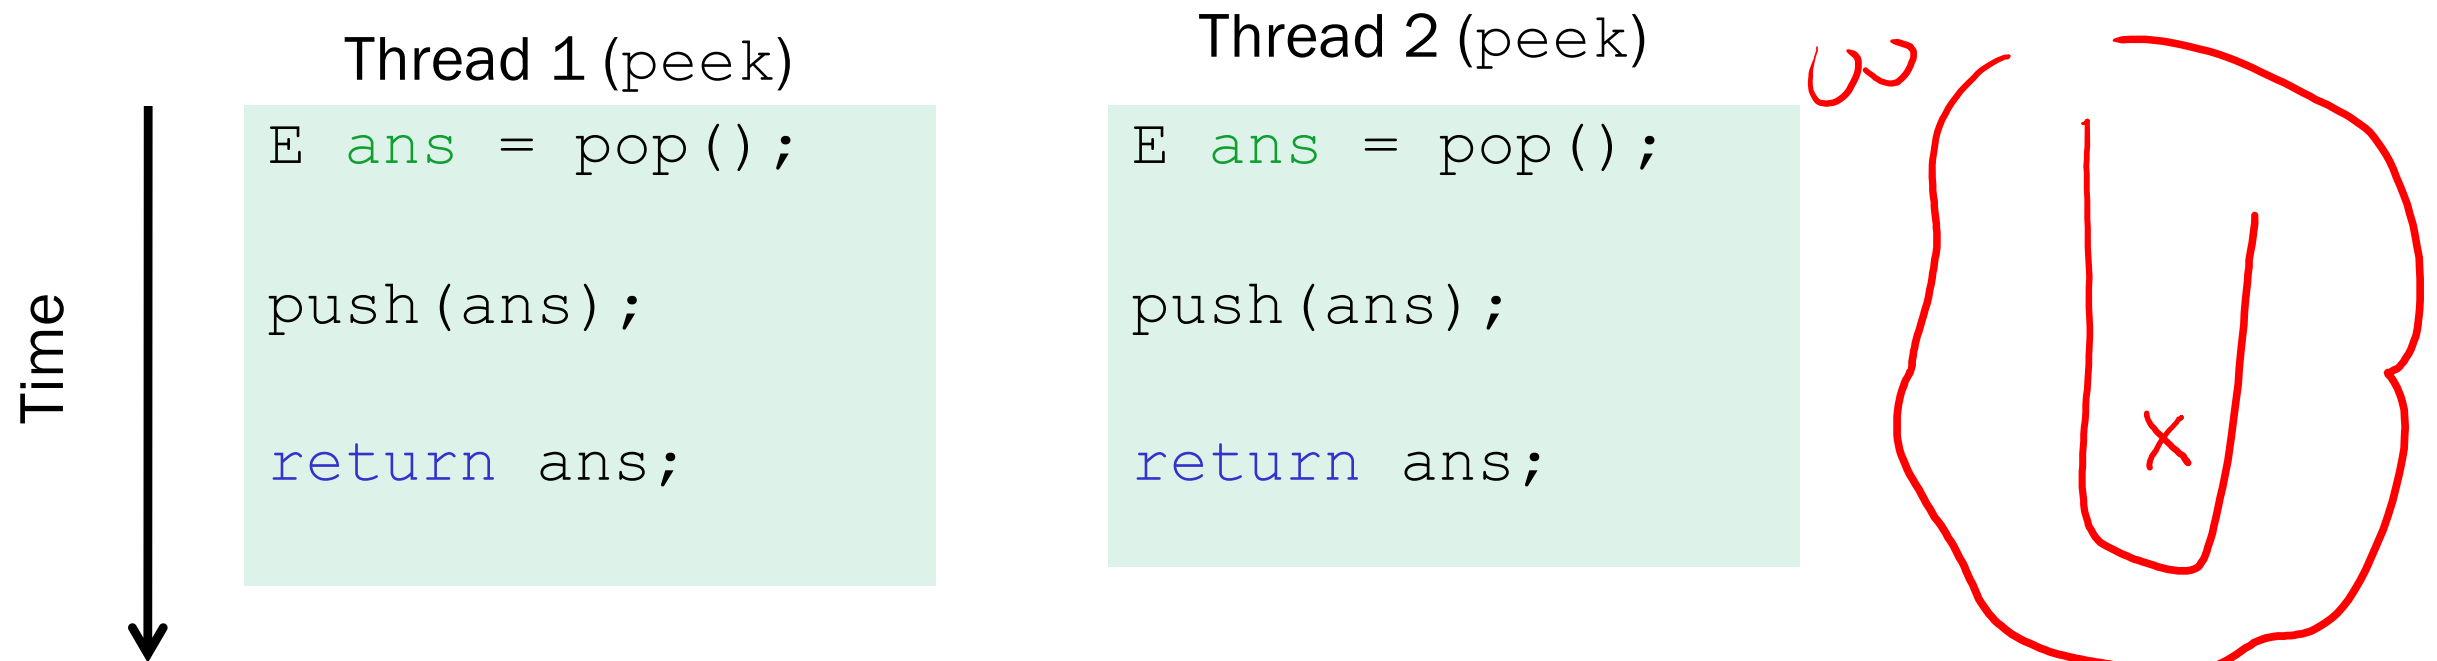 Thread 1 (peek)
E ans = pop();
push(ans);
return ans;
Thread 2 (peek)
E ans = pop();
push(ans);
return ans;
Time
x